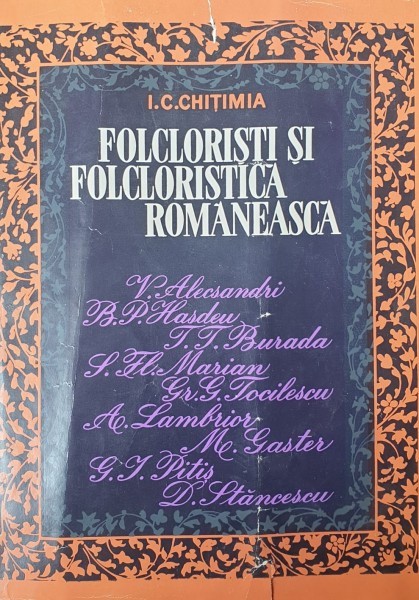 I.C.CHIȚIMIA
FOLCLORIȘTI ȘI
FOLCLORISTICĂ
ROMÂNEASCĂ
V. Alecsandri
B. P. Hasdeu
T. T. Burada
S. Fl. Marian
Gr. G. Tocilescu
A. Lambrior
M. Gaster
G. I. Pitiș
D. Stăncescu